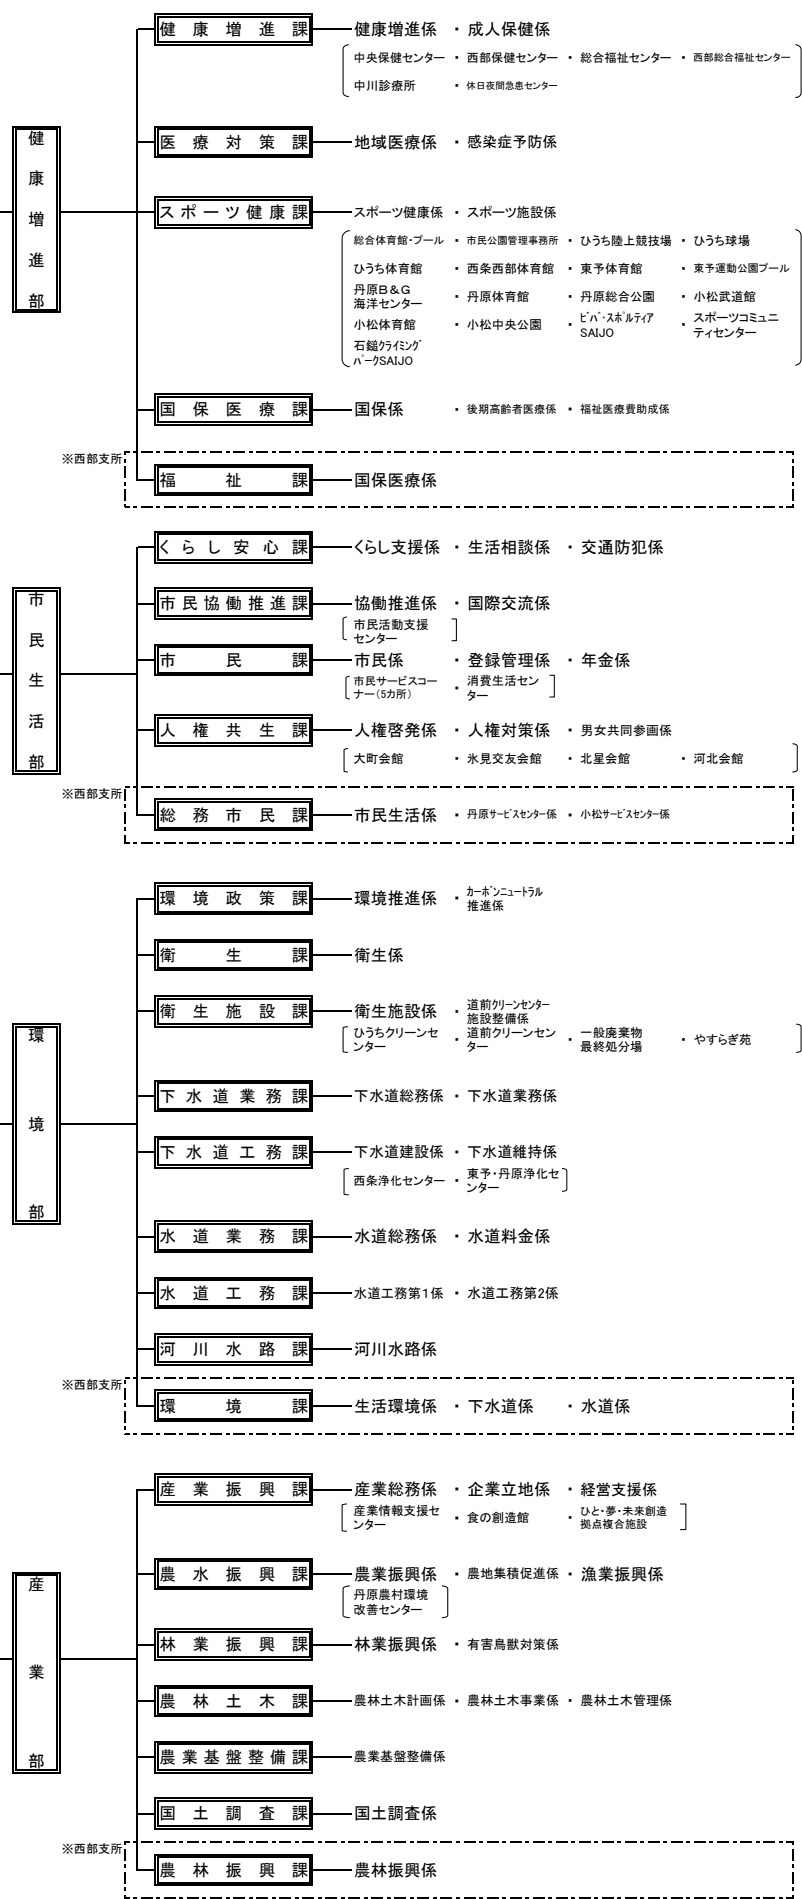 健康増進部
健康増進課 健康増進係 ・ 成人保健係
中央保健センター ・ 西部保健センター ・ 総合福祉センター ・ 西部総合福祉センター
中川診療所 ・ 休日夜間急患センター
医療対策課 地域医療係 ・ 感染症予防係
スポーツ健康課 スポーツ健康係 ・ スポーツ施設係
総合体育館・プール ・ 市民公園管理事務所 ・ ひうち陸上競技場 ・ ひうち球場
ひうち体育館 ・ 西条西部体育館 ・ 東予体育館 ・ 東予運動公園プール
丹原B&G
海洋センター ・ 丹原体育館 ・ 丹原総合公園 ・ 小松武道館
小松体育館 ・ 小松中央公園 ・ ビバ・スポルティア
SAIJO ・ スポーツコミュニ
ティセンター
石鎚クライミング
パークSAIJO
国保医療課 国保係 ・ 後期高齢者医療係 ・ 福祉医療費助成係
※西部支所
福祉課 国保医療係
市民生活部
くらし安心課 くらし支援係 ・ 生活相談係 ・ 交通防犯係
市民協働推進課 協働推進係 ・ 国際交流係
市民活動支援
センター
市民課 市民係 ・ 登録管理係 ・ 年金係
市民サービスコー
ナー(5カ所) ・ 消費生活セン
ター
人権共生課 人権啓発係 ・ 人権対策係 ・ 男女共同参画係
大町会館 ・ 氷見交友会館 ・ 北星会館 ・ 河北会館
※西部支所
総務市民課 市民生活係 ・ 丹原サービスセンター係 ・ 小松サービスセンター係
環境部
環境政策課 環境推進係 ・ カーボンニュートラル
推進係
衛生課 衛生係
衛生施設課 衛生施設係 ・ 道前クリーンセンター
施設整備係
ひうちクリーンセ
ンター ・ 道前クリーンセン
ター ・ 一般廃棄物
最終処分場 ・ やすらぎ苑
下水道業務課 下水道総務係 ・ 下水道業務係
下水道工務課 下水道建設係 ・ 下水道維持係
西条浄化センター ・ 東予・丹原浄化セ
ンター
水道業務課 水道総務係 ・ 水道料金係
水道工務課 水道工務第1係 ・ 水道工務第2係
河川水路課 河川水路係
※西部支所
環境課 生活環境係 ・ 下水道係 ・ 水道係
産業部
産業振興課 産業総務係 ・ 企業立地係 ・ 経営支援係
産業情報支援セ
ンター ・ 食の創造館 ・ ひと・夢・未来創造
拠点複合施設
農水振興課 農業振興係 ・ 農地集積促進係 ・ 漁業振興係
丹原農村環境
改善センター
林業振興課 林業振興係 ・ 有害鳥獣対策係
農林土木課 農林土木計画係 ・ 農林土木事業係 ・ 農林土木管理係
農業基盤整備課 農業基盤整備係
国土調査課 国土調査係
※西部支所
農林振興課 農林振興係